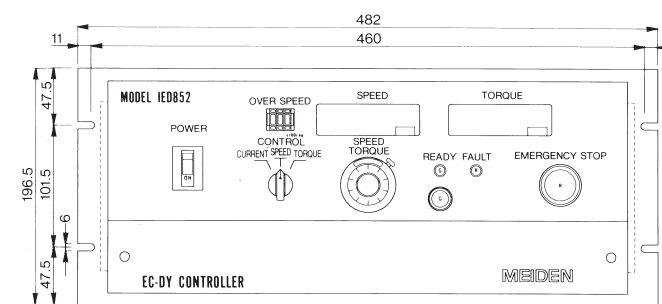 482
460
11
MODEL IED852
OVER SPEED
SPEED
TORQUE
POWER
CONTROL
CURRENT SPEED TORQUE
SPEED
TORQUE
READY FAULT
EMERGENCY STOP
ON
G
R
G
R
47.5
101.5
196.5
6
47.5
EC-DY CONTROLLER
MEIDEN